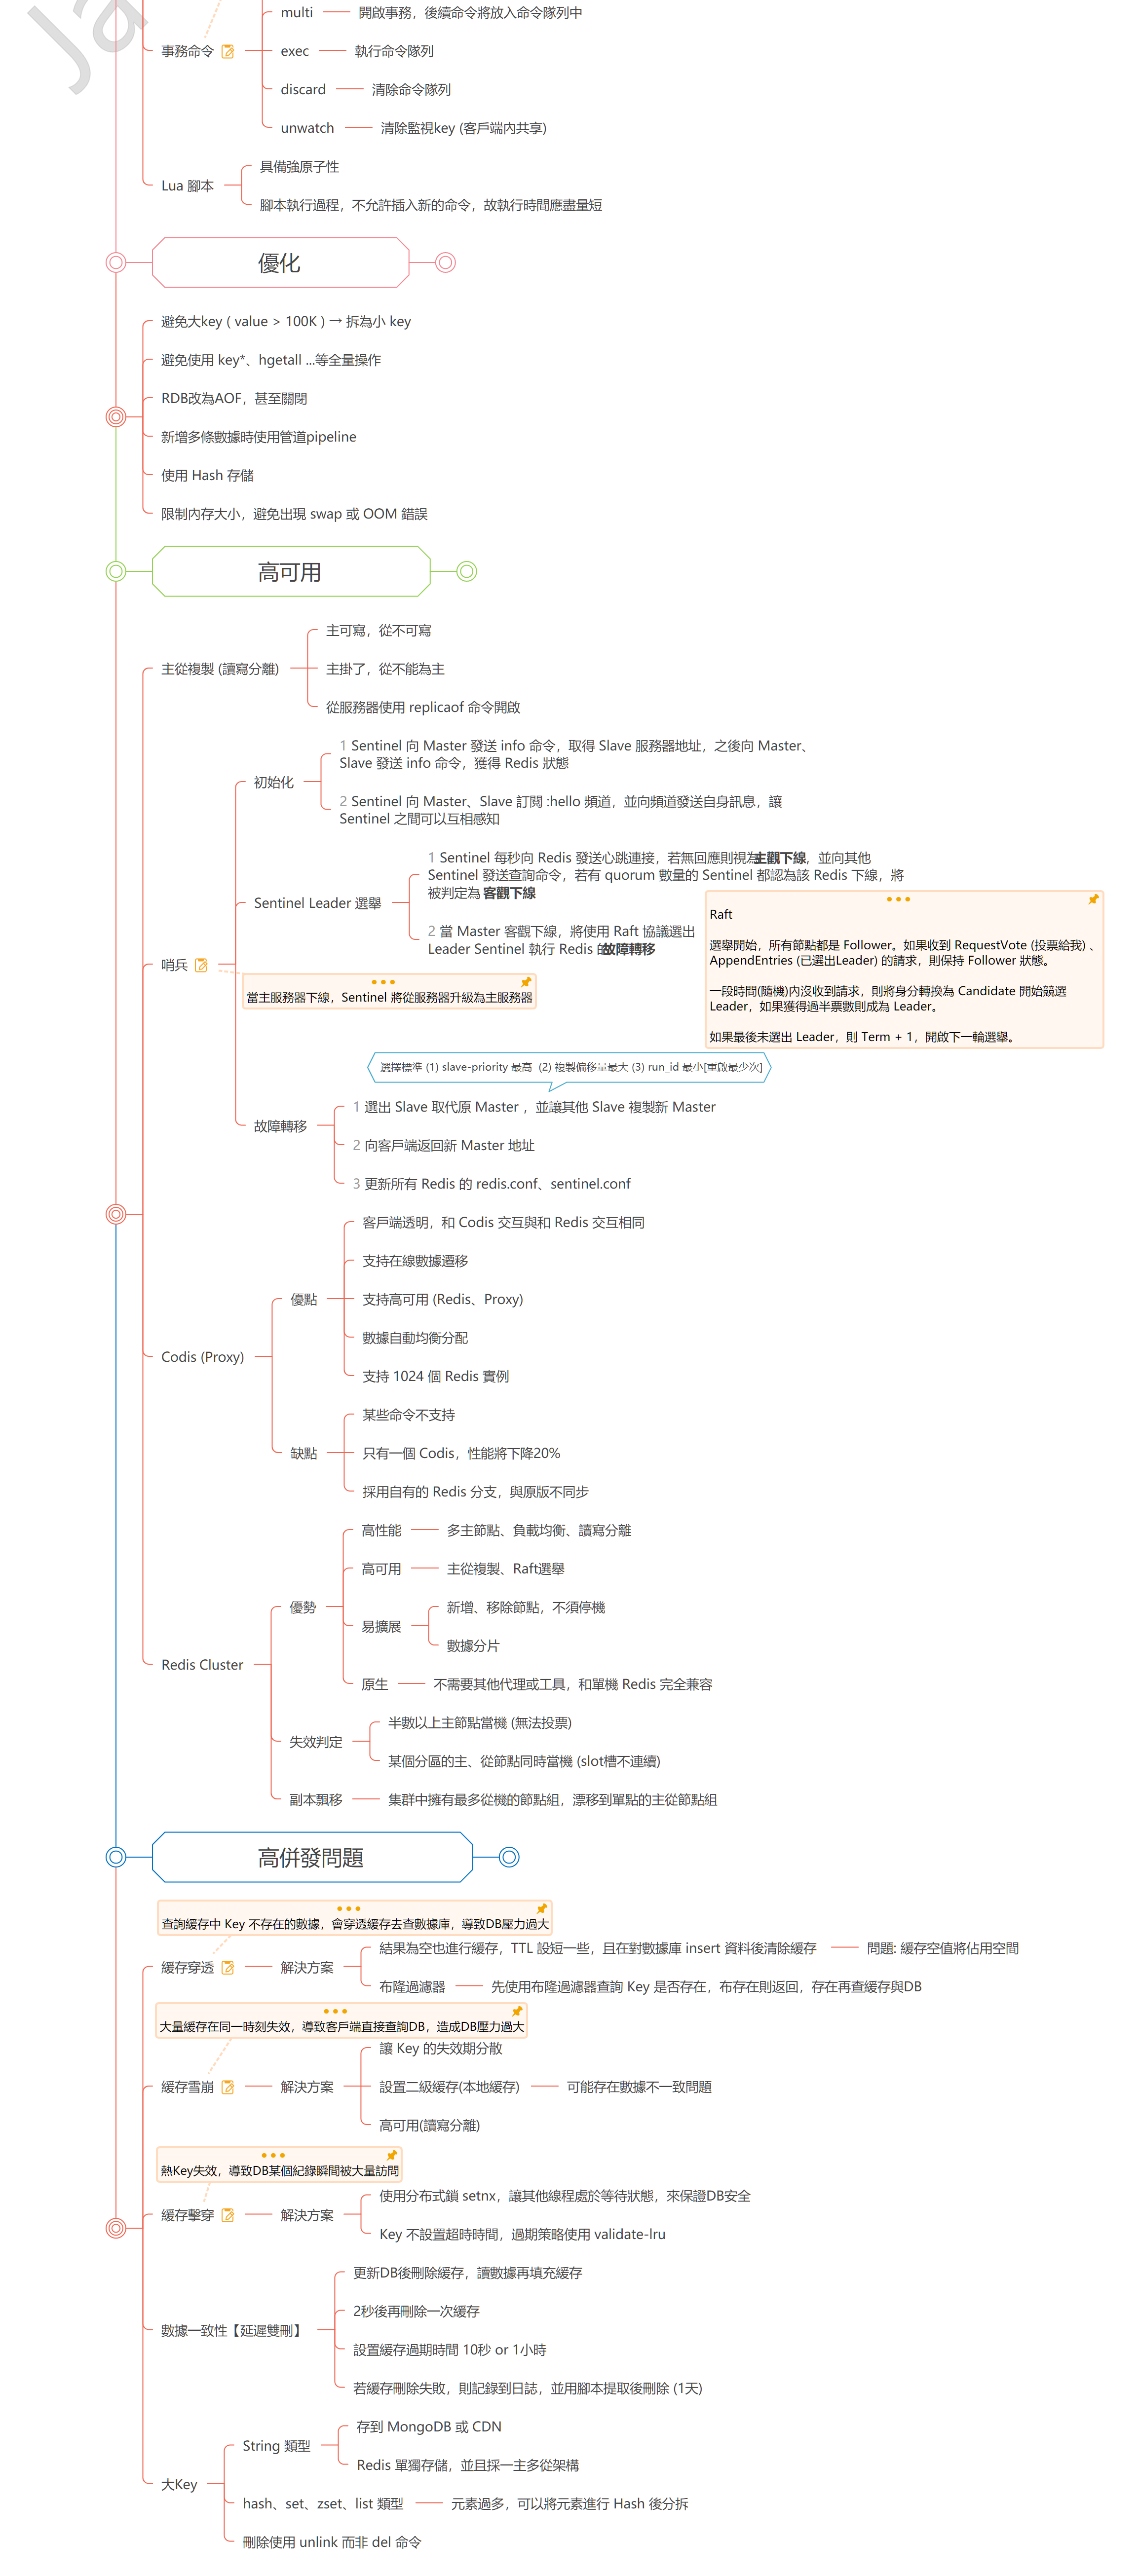 Ja
事務命令
multi
開啟事務，後續命令將放入命令隊列中
exec
執行命令隊列
discard
清除命令隊列
unwatch
清除監視key (客戶端內共享)
Lua 腳本
具備強原子性
腳本執行過程，不允許插入新的命令，故執行時間應盡量短
優化
避免大key ( value > 100K ) → 拆為小 key
避免使用 key*、hgetall ...等全量操作
RDB改為AOF，甚至關閉
新增多條數據時使用管道pipeline
使用 Hash 存儲
限制內存大小，避免出現 swap 或 OOM 錯誤
高可用
主從複製 (讀寫分離)
主可寫，從不可寫
主掛了，從不能為主
從服務器使用 replicaof 命令開啟
哨兵
當主服務器下線，Sentinel 將從服務器升級為主服務器
初始化
1 Sentinel 向 Master 發送 info 命令，取得 Slave 服務器地址，之後向 Master、
Slave 發送 info 命令，獲得 Redis 狀態
2 Sentinel 向 Master、Slave 訂閱 :hello 頻道，並向頻道發送自身訊息，讓
Sentinel 之間可以互相感知
Sentinel Leader 選舉
1 Sentinel 每秒向 Redis 發送心跳連接，若無回應則視為主觀下線，並向其他
Sentinel 發送查詢命令，若有 quorum 數量的 Sentinel 都認為該 Redis 下線，將
被判定為 客觀下線
2 當 Master 客觀下線，將使用 Raft 協議選出
Leader Sentinel 執行 Redis 的故障轉移
Raft
選舉開始，所有節點都是 Follower。如果收到 RequestVote (投票給我) 、
AppendEntries (已選出Leader) 的請求，則保持 Follower 狀態。
一段時間(隨機)內沒收到請求，則將身分轉換為 Candidate 開始競選
Leader，如果獲得過半票數則成為 Leader。
如果最後未選出 Leader，則 Term + 1，開啟下一輪選舉。
選擇標準 (1) slave-priority 最高 (2) 複製偏移量最大 (3) run_id 最小[重啟最少次]
故障轉移
1 選出 Slave 取代原 Master ，並讓其他 Slave 複製新 Master
2 向客戶端返回新 Master 地址
3 更新所有 Redis 的 redis.conf、sentinel.conf
Codis (Proxy)
優點
客戶端透明，和 Codis 交互與和 Redis 交互相同
支持在線數據遷移
支持高可用 (Redis、Proxy)
數據自動均衡分配
支持 1024 個 Redis 實例
缺點
某些命令不支持
只有一個 Codis，性能將下降20%
採用自有的 Redis 分支，與原版不同步
Redis Cluster
優勢
高性能
多主節點、負載均衡、讀寫分離
高可用
主從複製、Raft選舉
易擴展
新增、移除節點，不須停機
數據分片
原生
不需要其他代理或工具，和單機 Redis 完全兼容
失效判定
半數以上主節點當機 (無法投票)
某個分區的主、從節點同時當機 (slot槽不連續)
副本飄移
集群中擁有最多從機的節點組，漂移到單點的主從節點組
高併發問題
查詢緩存中 Key 不存在的數據，會穿透緩存去查數據庫，導致DB壓力過大
緩存穿透
解決方案
結果為空也進行緩存，TTL 設短一些，且在對數據庫 insert 資料後清除緩存
問題: 緩存空值將佔用空間
布隆過濾器
先使用布隆過濾器查詢 Key 是否存在，布存在則返回，存在再查緩存與DB
大量緩存在同一時刻失效，導致客戶端直接查詢DB，造成DB壓力過大
緩存雪崩
解決方案
讓 Key 的失效期分散
設置二級緩存(本地緩存)
可能存在數據不一致問題
高可用(讀寫分離)
熱Key失效，導致DB某個紀錄瞬間被大量訪問
緩存擊穿
解決方案
使用分布式鎖 setnx，讓其他線程處於等待狀態，來保證DB安全
Key 不設置超時時間，過期策略使用 validate-lru
數據一致性【延遲雙刪】
更新DB後刪除緩存，讀數據再填充緩存
2秒後再刪除一次緩存
設置緩存過期時間 10秒 or 1小時
若緩存刪除失敗，則記錄到日誌，並用腳本提取後刪除 (1天)
大Key
String 類型
存到 MongoDB 或 CDN
Redis 單獨存儲，並且採一主多從架構
hash、set、zset、list 類型
元素過多，可以將元素進行 Hash 後分拆
刪除使用 unlink 而非 del 命令